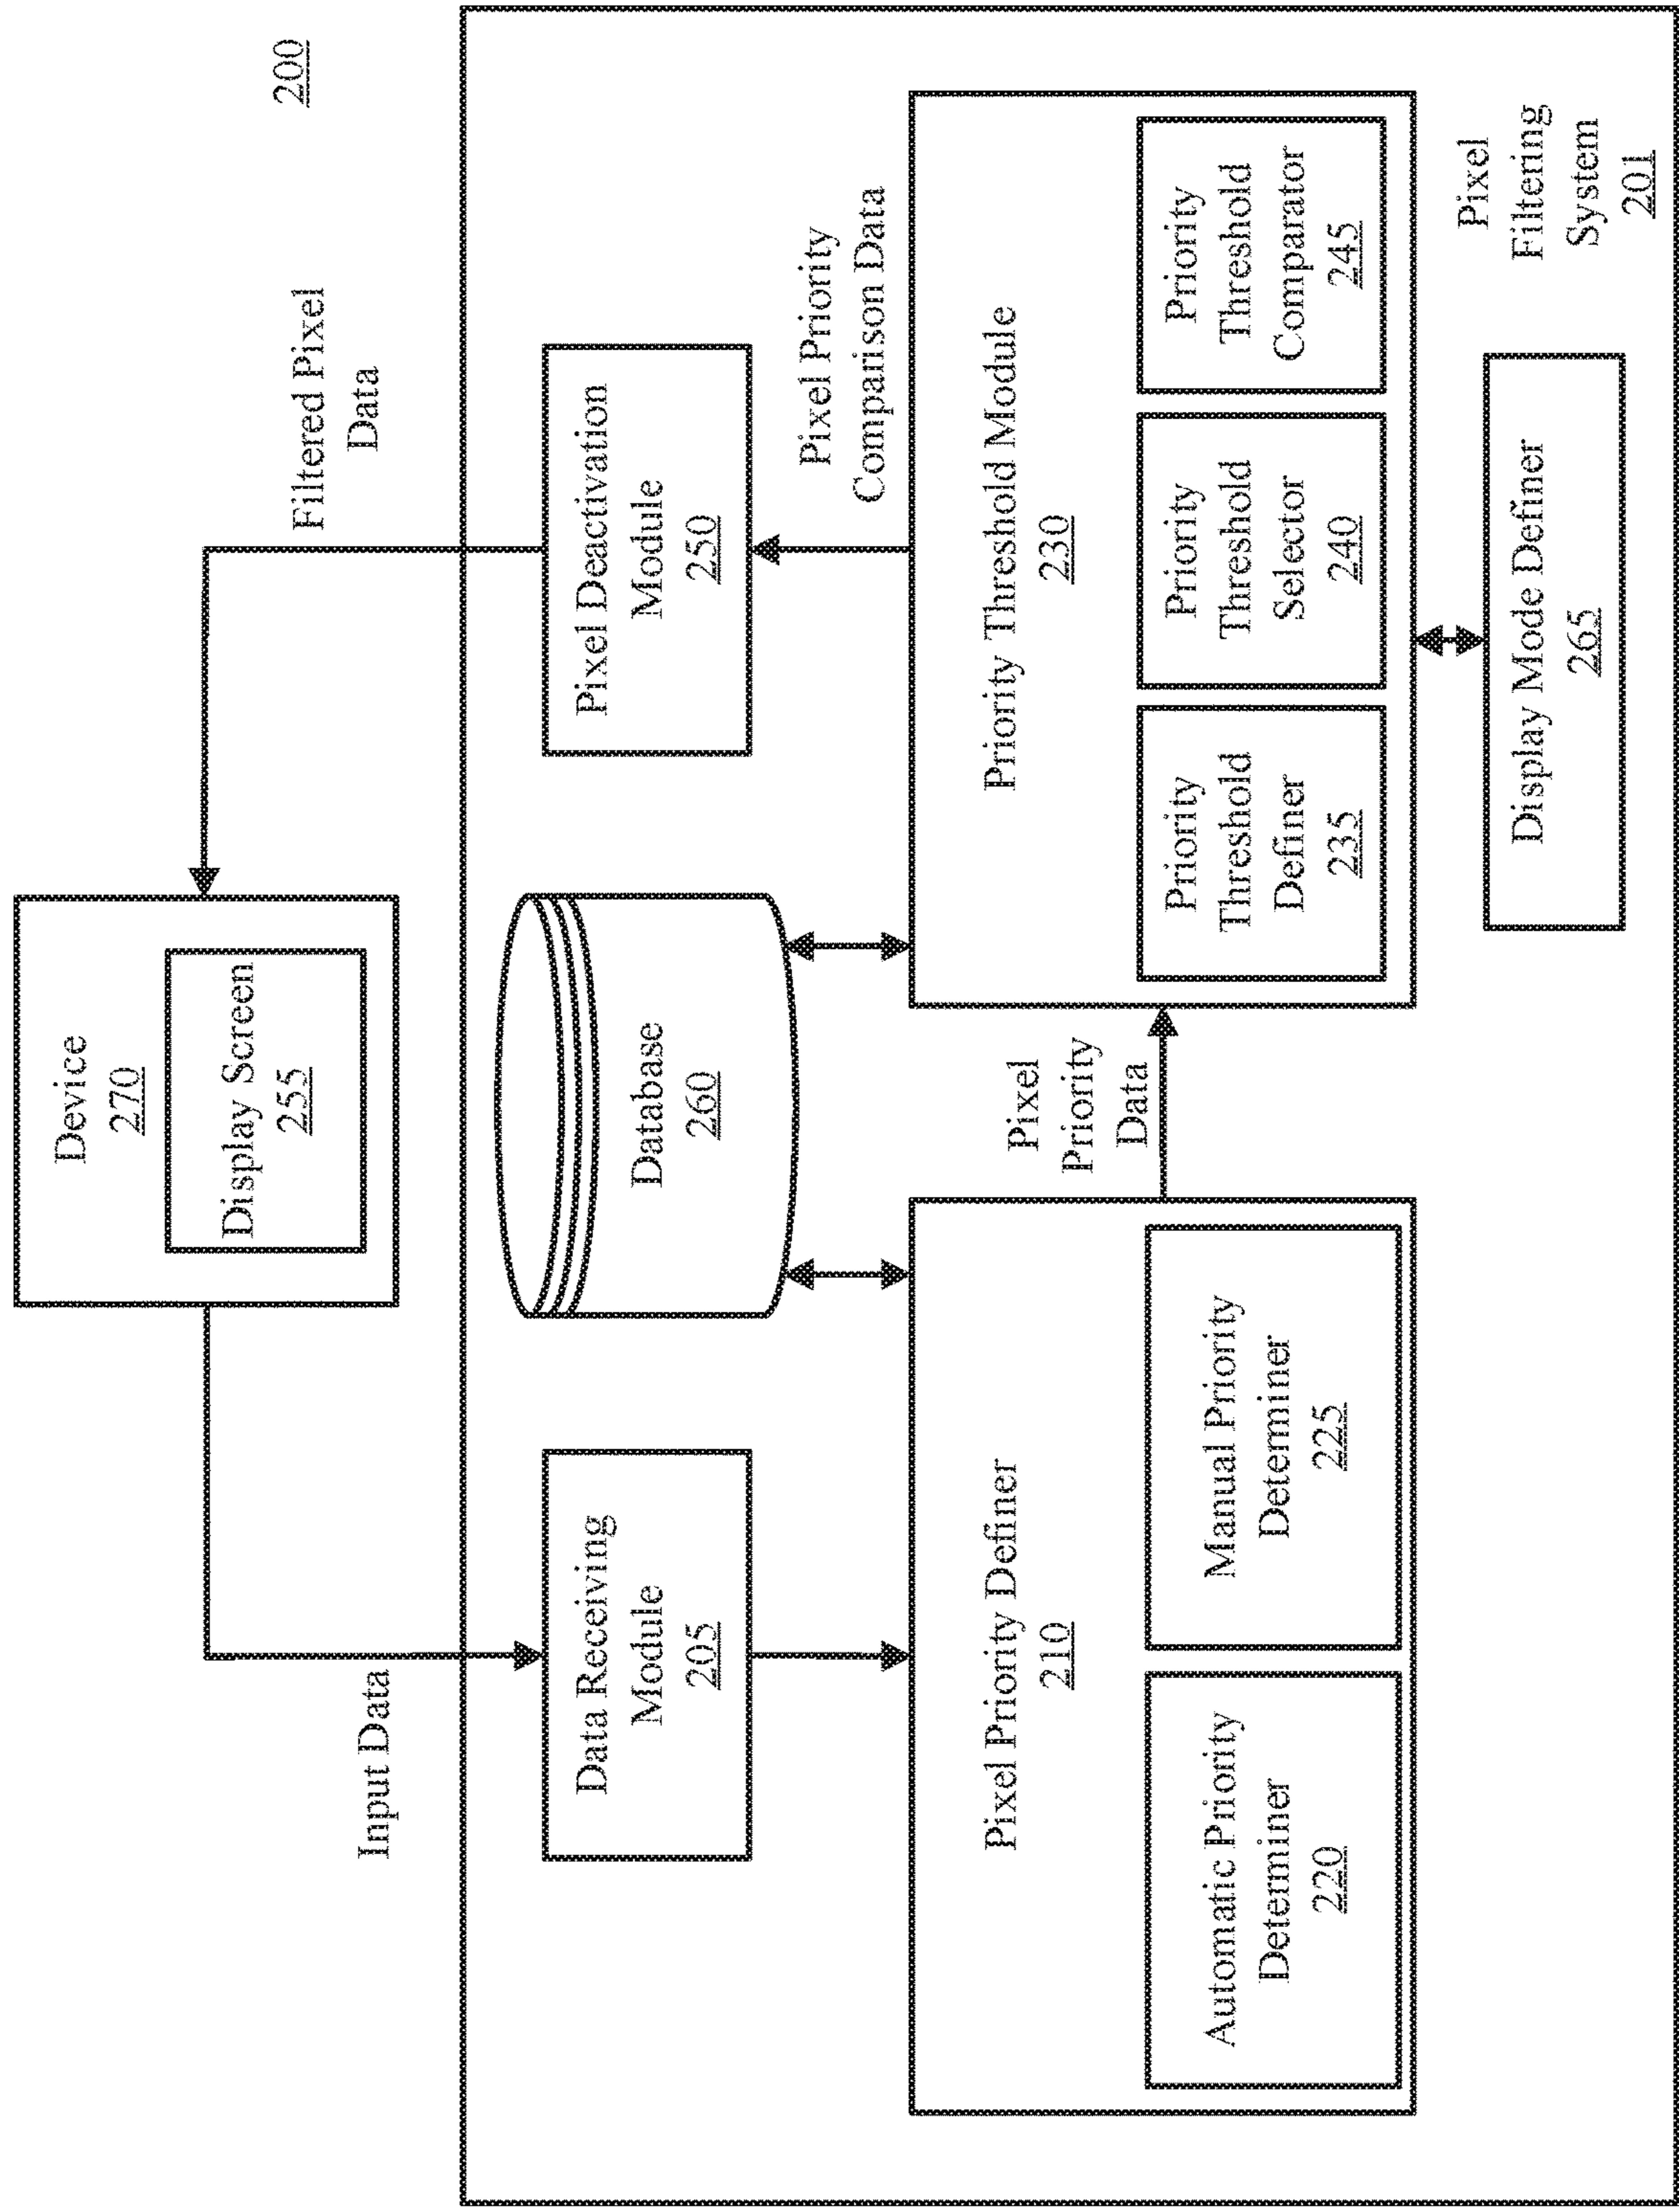 200
Device
270
Display Screen
255
Input Data
Filtered Pixel
Data
Data Receiving
Module
205
Database
260
Pixel Deactivation
Module
250
Pixel Priority
Comparison Data
Pixel Priority Definer
210
Automatic Priority
Determiner
220
Manual Priority
Determiner
225
Pixel
Priority
Data
Priority Threshold Module
230
Priority
Threshold
Definer
235
Priority
Threshold
Selector
240
Priority
Threshold
Comparator
245
Display Mode Definer
265
Pixel
Filtering
System
201